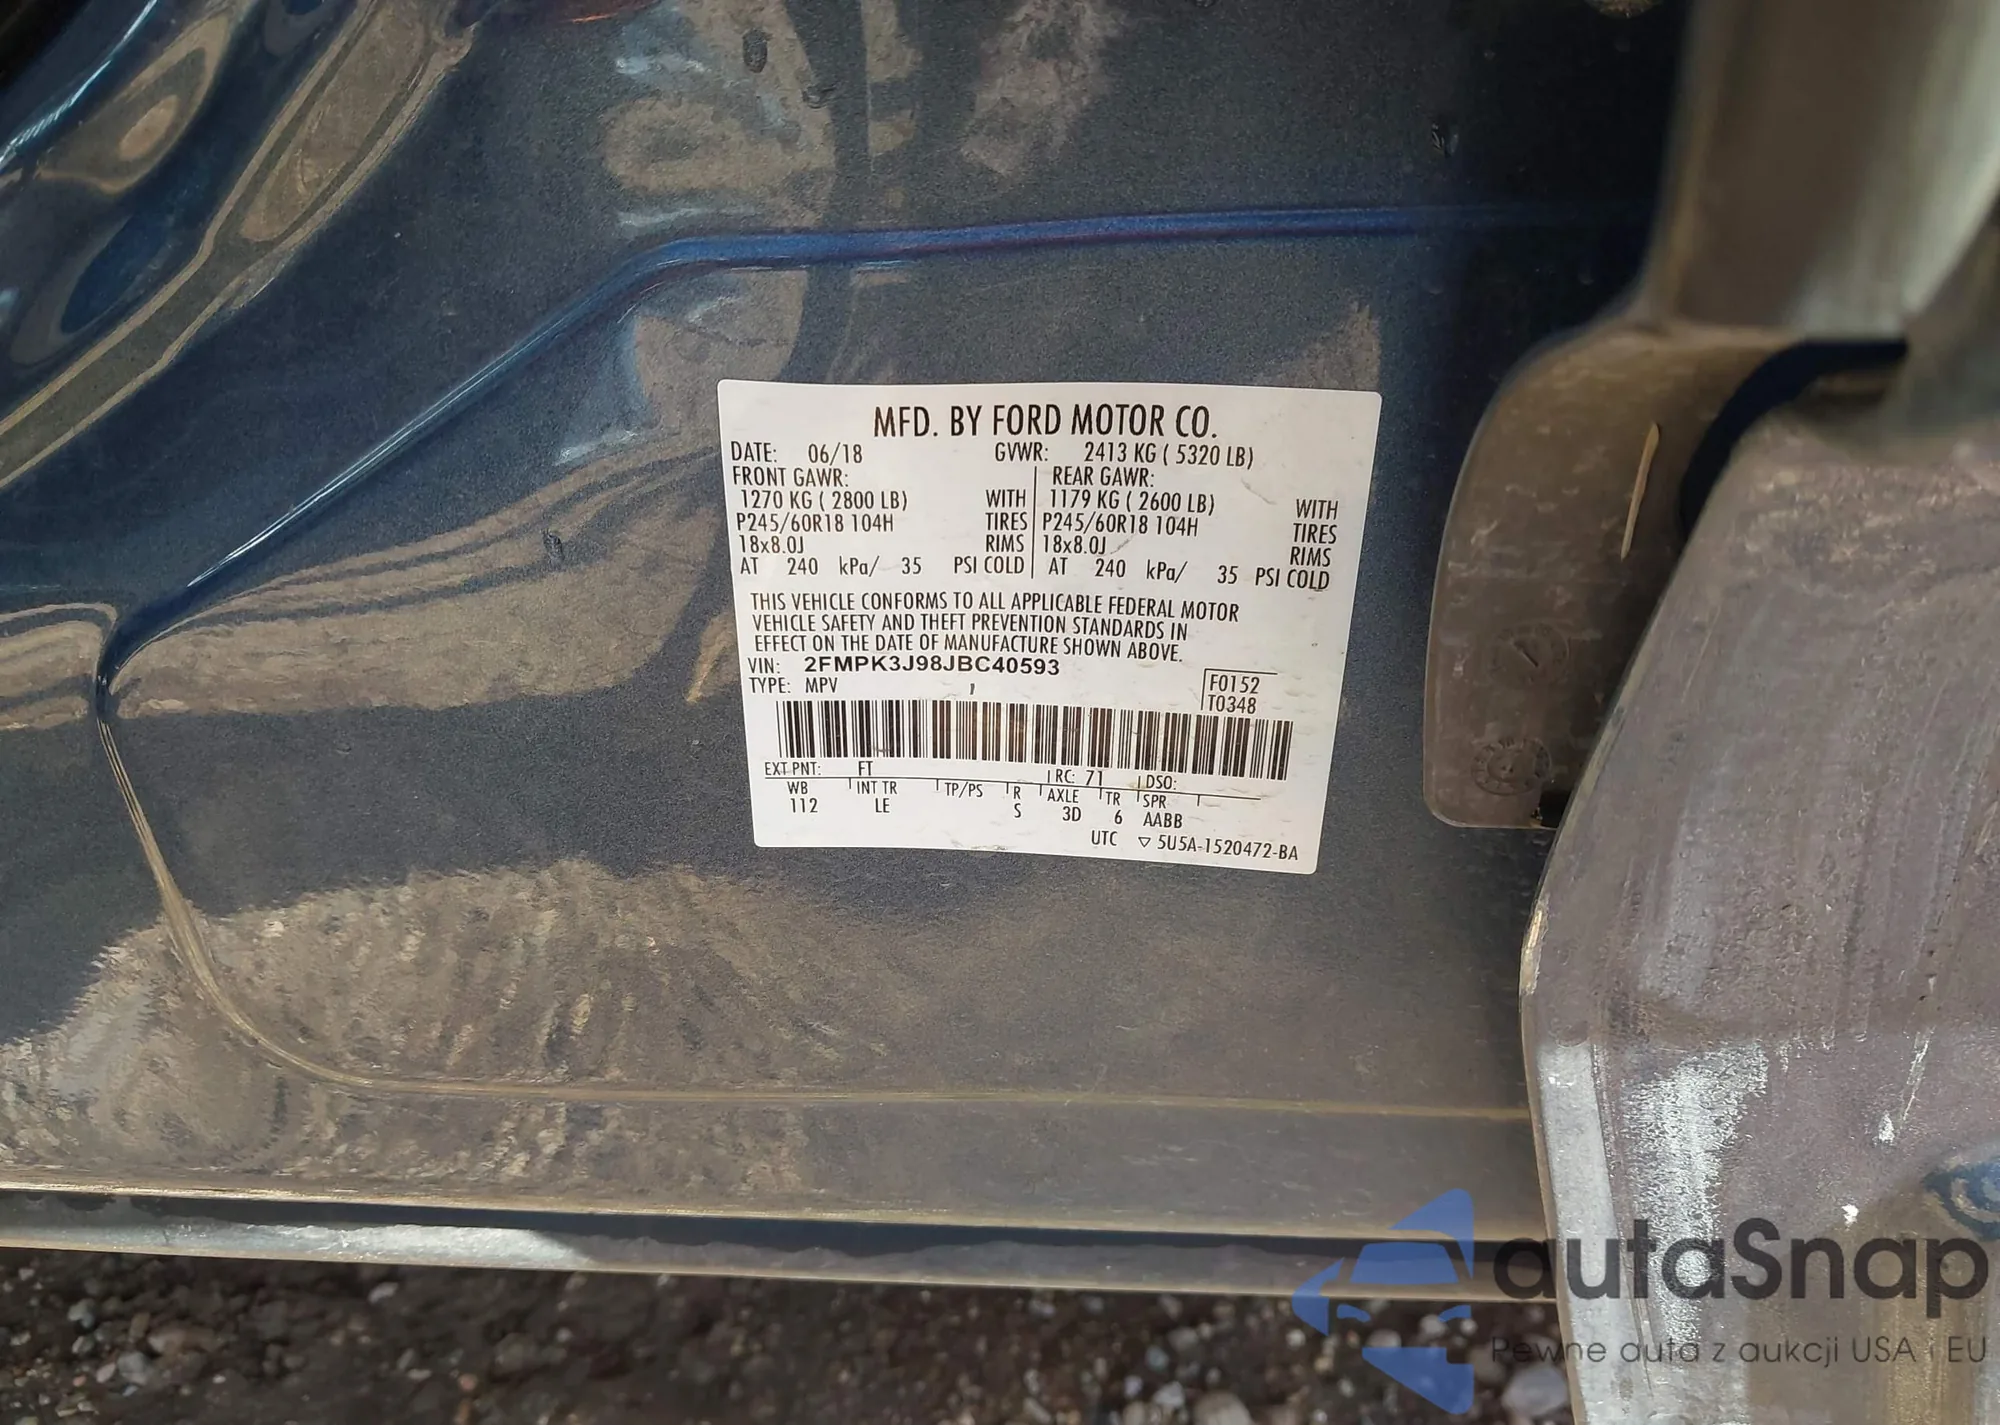 MFD. BY FORD MOTOR CO.
DATE: 06/18 GVWR: 2413 KG ( 5320 LB)
FRONT GAWR: REAR GAWR:
1270 KG ( 2800 LB) WITH 1179 KG ( 2600 LB) WITH
P245/60R18 104H TIRES P245/60R18 104H TIRES
18x8.0J RIMS 18x8.0J RIMS
AT 240 kPa/ 35 PSI COLD AT 240 kPa/ 35 PSI COLD
THIS VEHICLE CONFORMS TO ALL APPLICABLE FEDERAL MOTOR
VEHICLE SAFETY AND THEFT PREVENTION STANDARDS IN
EFFECT ON THE DATE OF MANUFACTURE SHOWN ABOVE.
VIN: 2FMPK3J98JBC40593
TYPE: MPV F0152
T0348
EXT PNT: FT RC: 71 DSO:
WB INT TR TP/PS R AXLE TR SPR
112 LE S 3D 6 AABB
UTC ▽ 5U5A-1520472-BA
autaSnap
Pewne auta z aukcji USA i EU